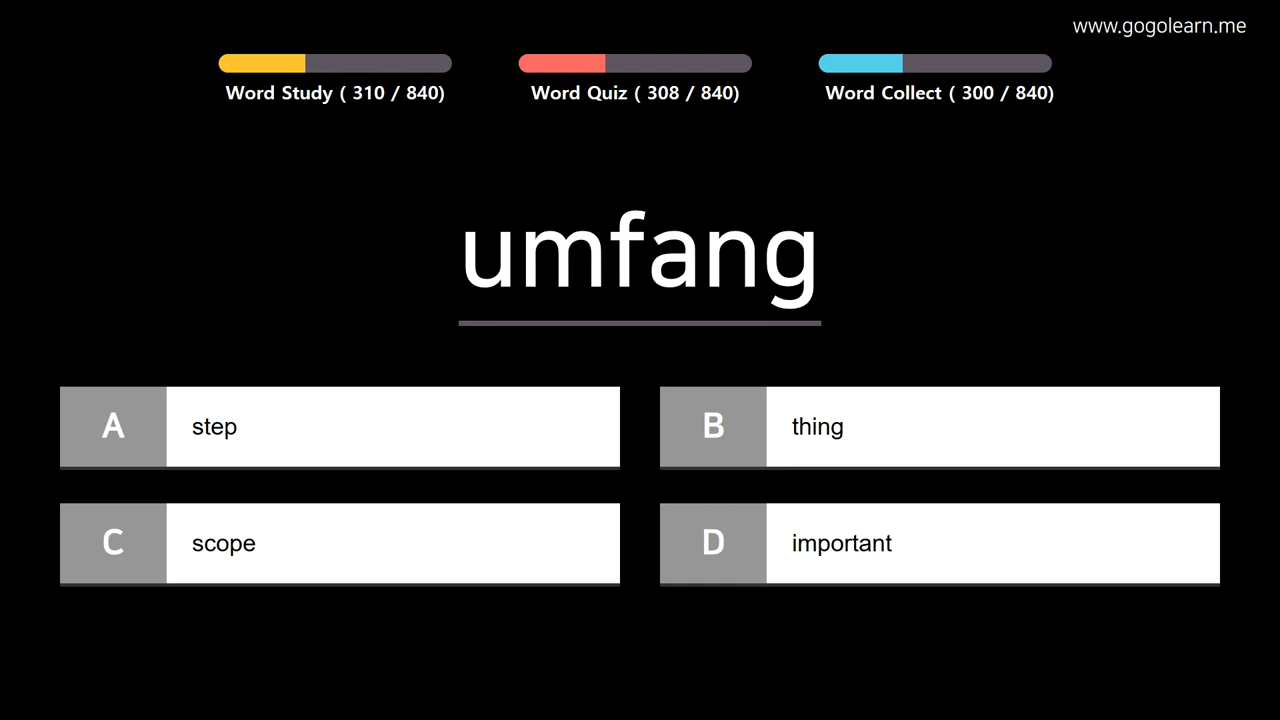 www.gogolearn.me
Word Study ( 310 / 840)
Word Quiz ( 308 / 840)
Word Collect ( 300 / 840)
umfang
A step
B thing
C scope
D important